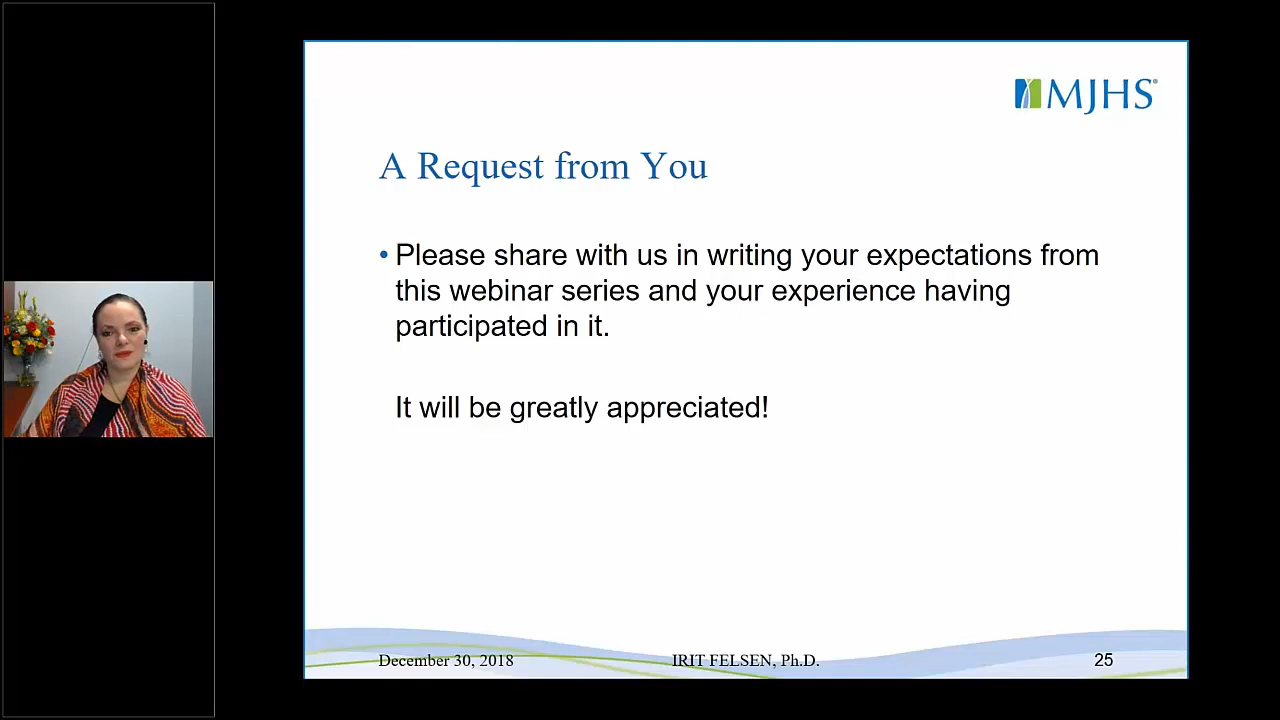 MJHS®
A Request from You
• Please share with us in writing your expectations from
this webinar series and your experience having
participated in it.
It will be greatly appreciated!
December 30, 2018 IRIT FELSEN, Ph.D. 25